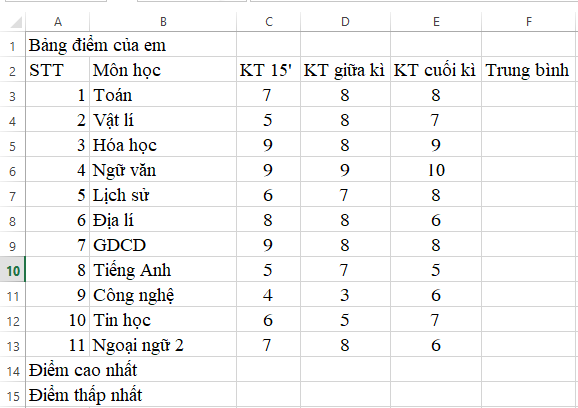 A B C D E F
1 Bảng điểm của em
2 STT Môn học KT 15' KT giữa kì KT cuối kì Trung bình
3 1 Toán 7 8 8
4 2 Vật lí 5 8 7
5 3 Hóa học 9 8 9
6 4 Ngữ văn 9 9 10
7 5 Lịch sử 6 7 8
8 6 Địa lí 8 8 6
9 7 GDCD 9 8 8
10 8 Tiếng Anh 5 7 5
11 9 Công nghệ 4 3 6
12 10 Tin học 6 5 7
13 11 Ngoại ngữ 2 7 8 6
14 Điểm cao nhất
15 Điểm thấp nhất